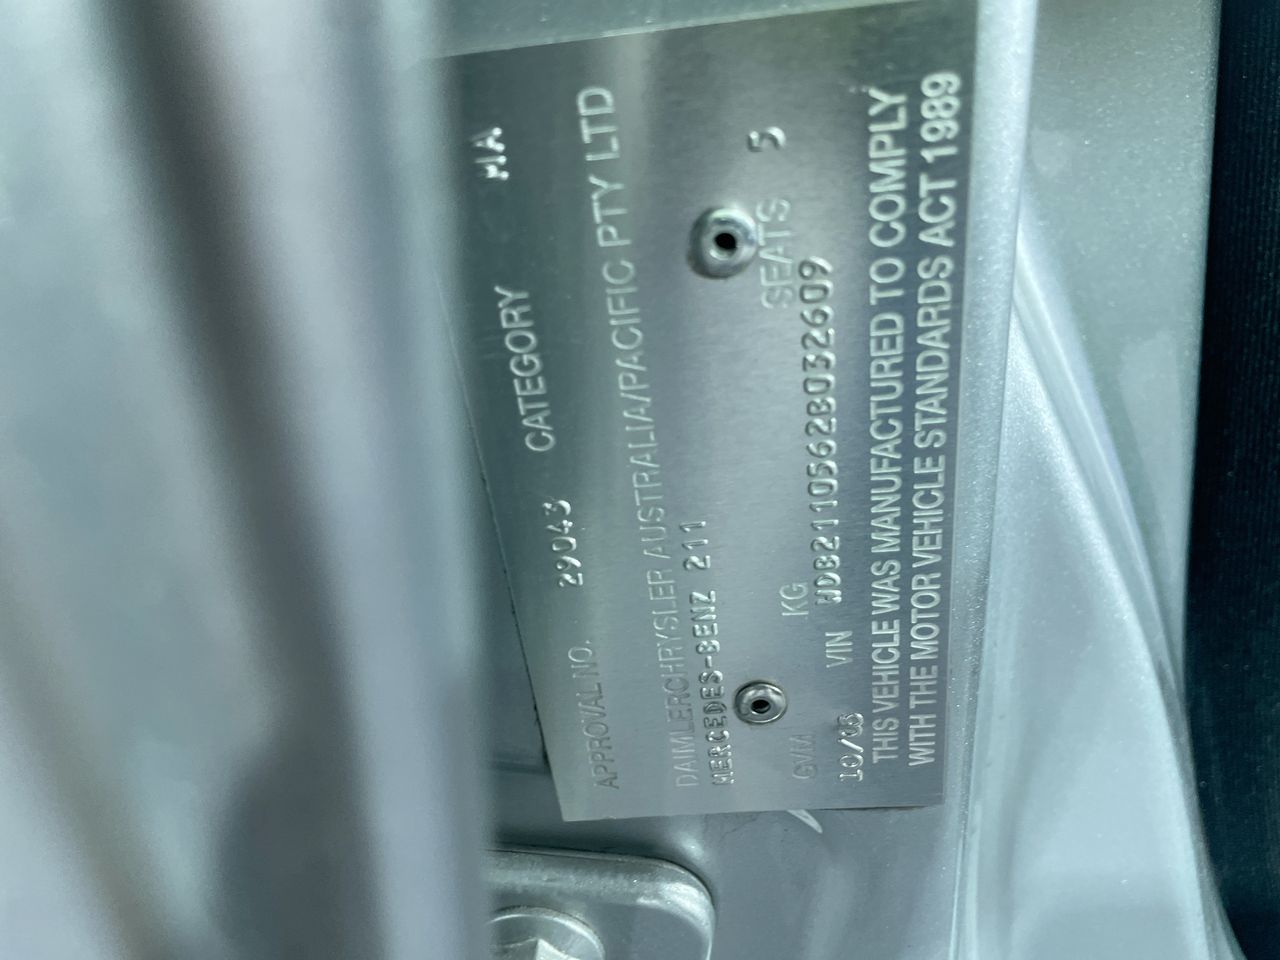 APPROVAL NO. 29043 CATEGORY MA
DAIMLERCHRYSLER AUSTRALIA/PACIFIC PTY LTD
MERCEDES-BENZ 211
GVM KG SEATS 5
10/05 VIN WDB2110562B032609
THIS VEHICLE WAS MANUFACTURED TO COMPLY
WITH THE MOTOR VEHICLE STANDARDS ACT 1989